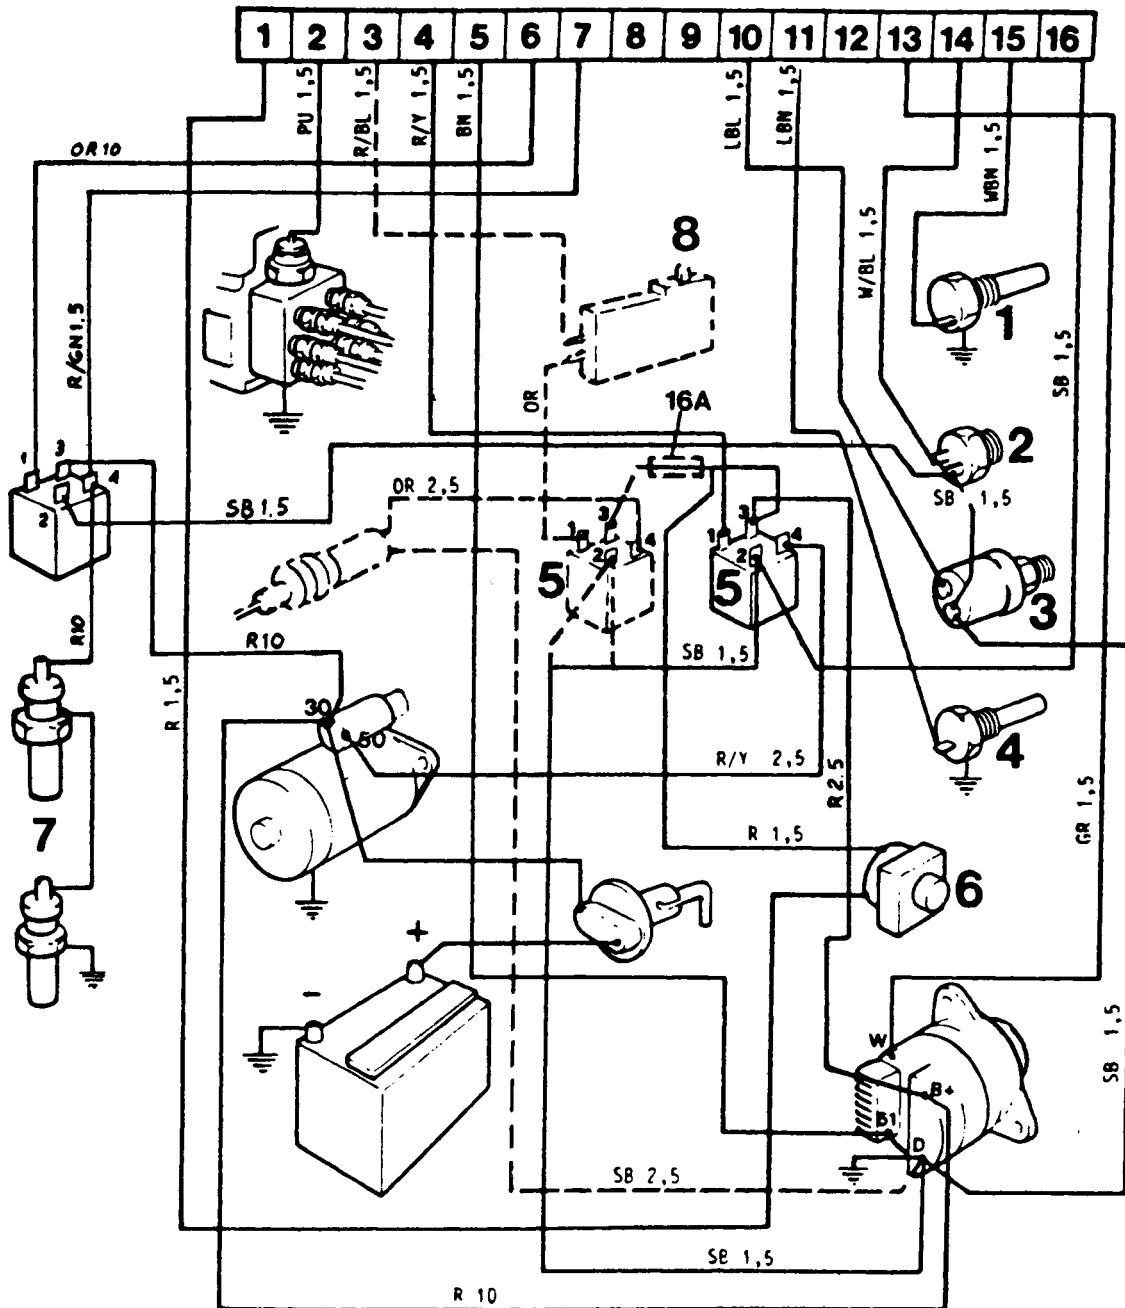 1 2 3 4 5 6 7 8 9 10 11 12 13 14 15 16
PU 1,5
R/BL 1,5
R/Y 1,5
BN 1,5
LBL 1,5
LBN 1,5
WBN 1,5
OR10
W/BL 1,5
8
1
R/GN1.5
SB 1,5
OR
16A
1 3 4
2
2
OR 2,5
SB 1.5
SB 1,5
1 3 4
2
5
1 3 4
2
5
3
R10
R10
SB 1,5
R 1,5
30
50
4
R/Y 2,5
R 2.5
GR 1,5
7
R 1,5
6
+
-
W
B+
B1
D
SB 1,5
SB 2,5
SB 1,5
R 10